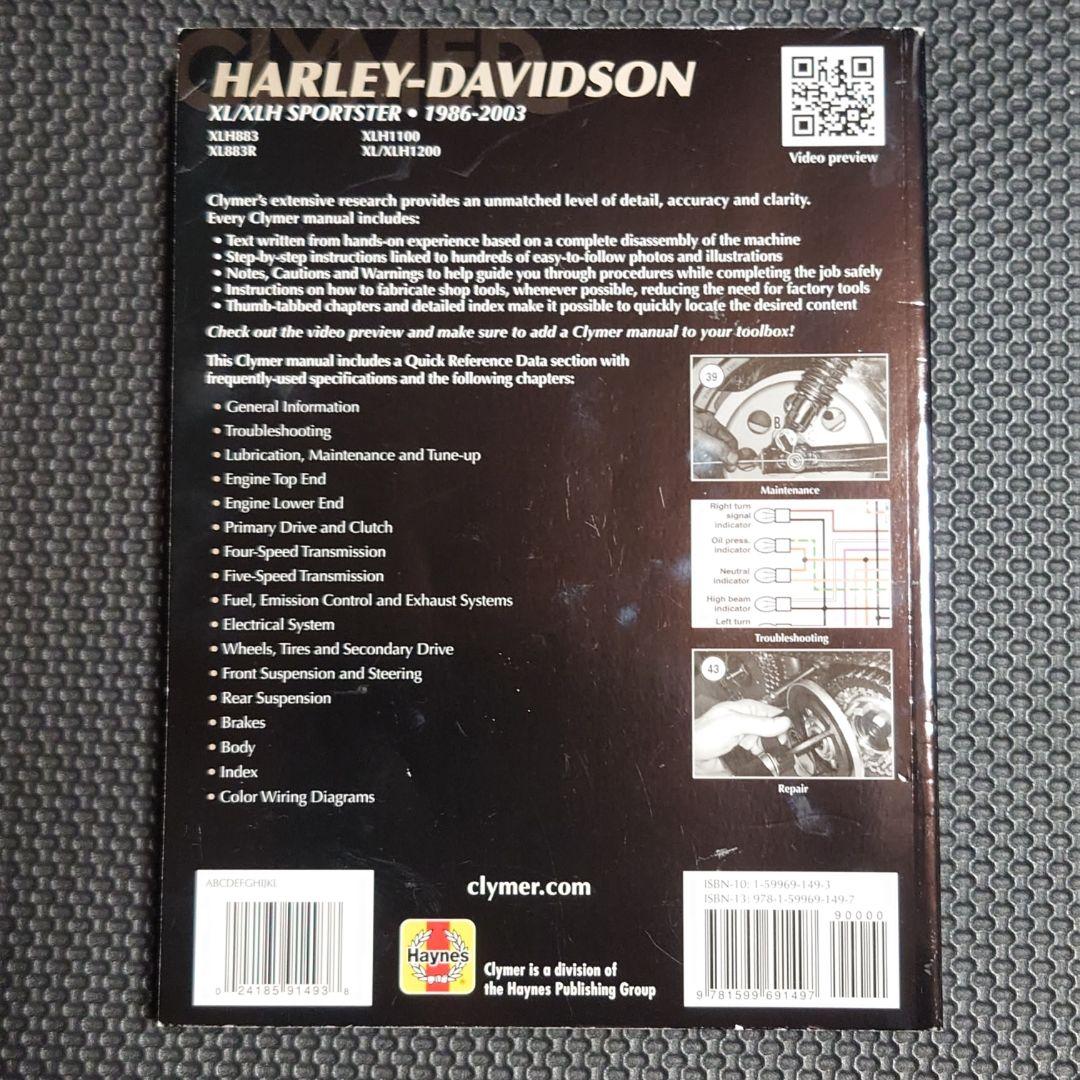 CLYMER
HARLEY-DAVIDSON
XL/XLH SPORTSTER • 1986-2003
XLH883 XLH1100
XL883R XL/XLH1200
Video preview
Clymer's extensive research provides an unmatched level of detail, accuracy and clarity.
Every Clymer manual includes:
• Text written from hands-on experience based on a complete disassembly of the machine
• Step-by-step instructions linked to hundreds of easy-to-follow photos and illustrations
• Notes, Cautions and Warnings to help guide you through procedures while completing the job safely
• Instructions on how to fabricate shop tools, whenever possible, reducing the need for factory tools
• Thumb-tabbed chapters and detailed index make it possible to quickly locate the desired content
Check out the video preview and make sure to add a Clymer manual to your toolbox!
This Clymer manual includes a Quick Reference Data section with
frequently-used specifications and the following chapters:
• General Information
• Troubleshooting
• Lubrication, Maintenance and Tune-up
• Engine Top End
• Engine Lower End
• Primary Drive and Clutch
• Four-Speed Transmission
• Five-Speed Transmission
• Fuel, Emission Control and Exhaust Systems
• Electrical System
• Wheels, Tires and Secondary Drive
• Front Suspension and Steering
• Rear Suspension
• Brakes
• Body
• Index
• Color Wiring Diagrams
39
B
Maintenance
Right turn
signal
indicator
Oil press.
indicator
Neutral
indicator
High beam
indicator
Left turn
Troubleshooting
43
Repair
ABCDEFGHIJKL
0 24185 91493 8
clymer.com
Haynes
Clymer is a division of
the Haynes Publishing Group
ISBN-10: 1-59969-149-3
ISBN-13: 978-1-59969-149-7
90000
9 781599 691497